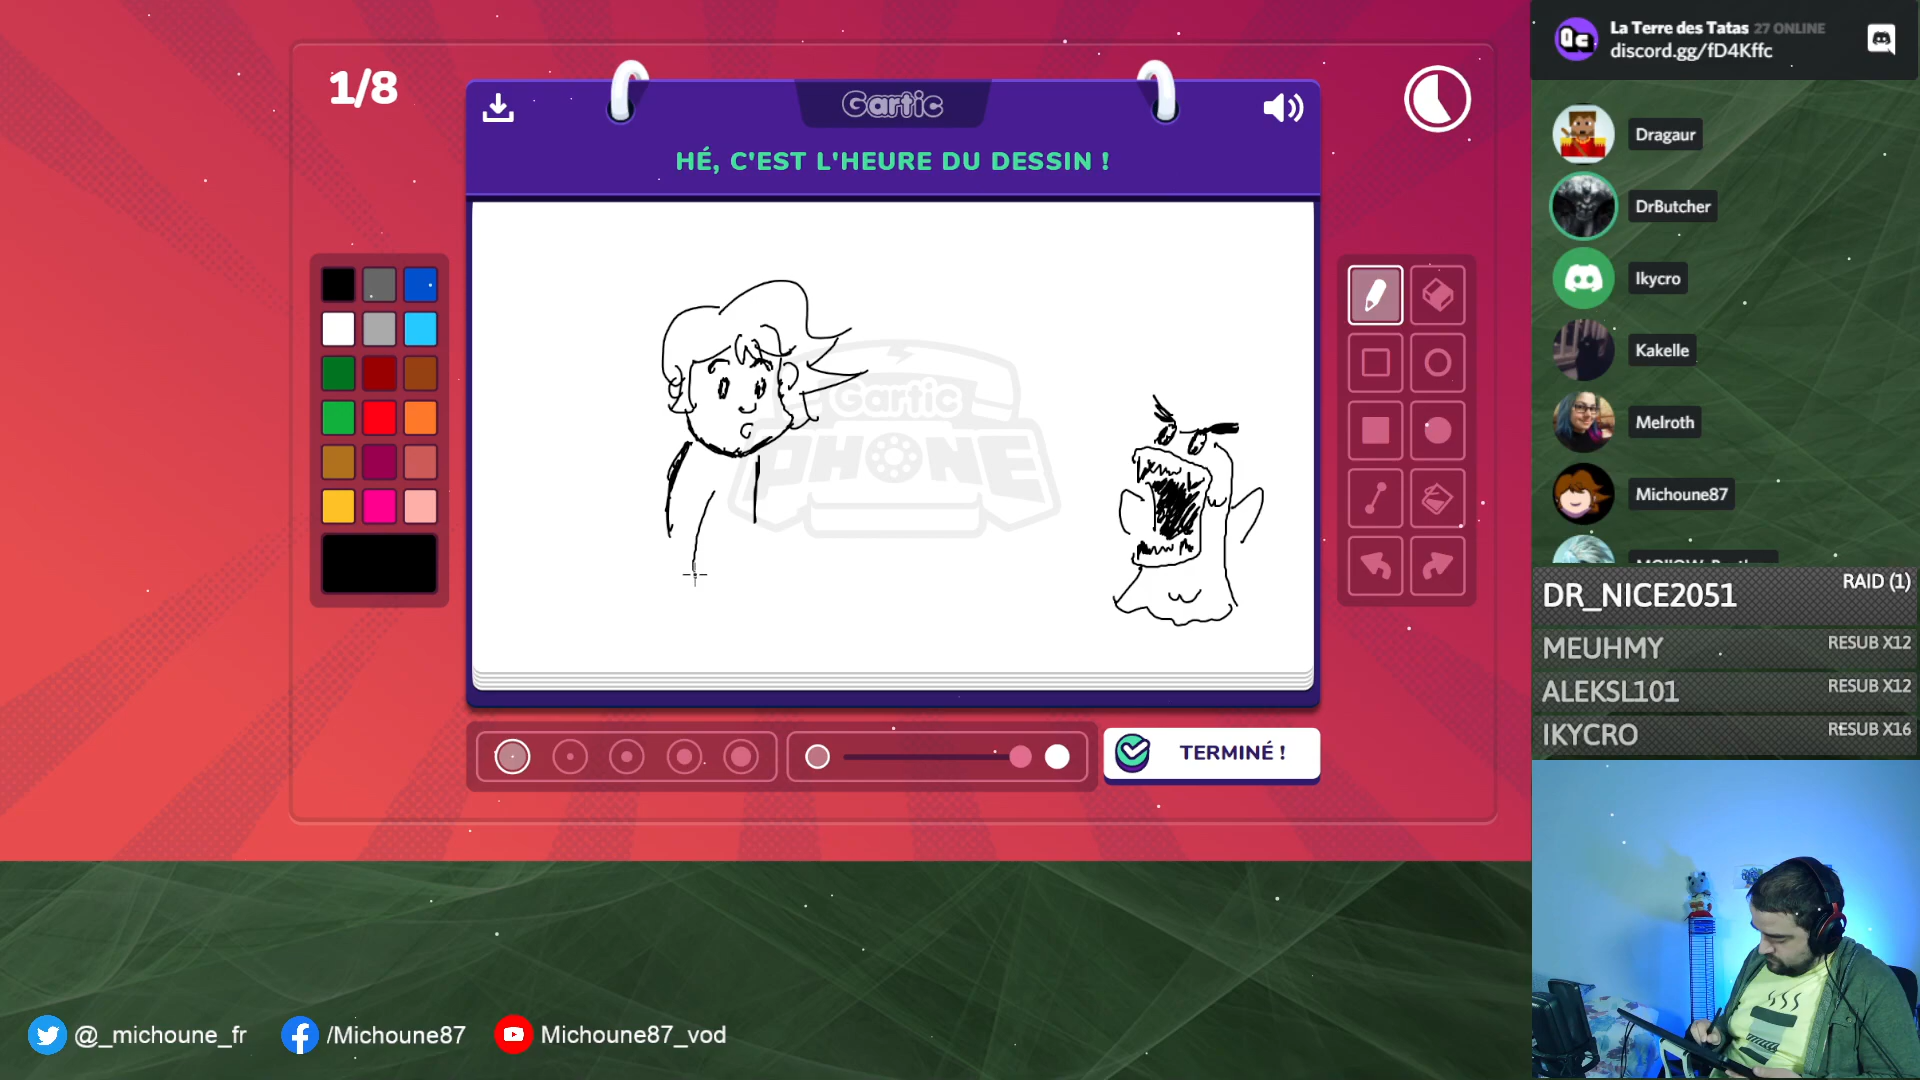 1/8
Gartic
HÉ, C'EST L'HEURE DU DESSIN !
Gartic
PHONE
TERMINÉ !
La Terre des Tatas 27 ONLINE
discord.gg/fD4Kffc
Dragaur
DrButcher
Ikycro
Kakelle
Melroth
Michoune87
DR_NICE2051 RAID (1)
MEUHMY RESUB X12
ALEKSL101 RESUB X12
IKYCRO RESUB X16
@_michoune_fr
/Michoune87
Michoune87_vod